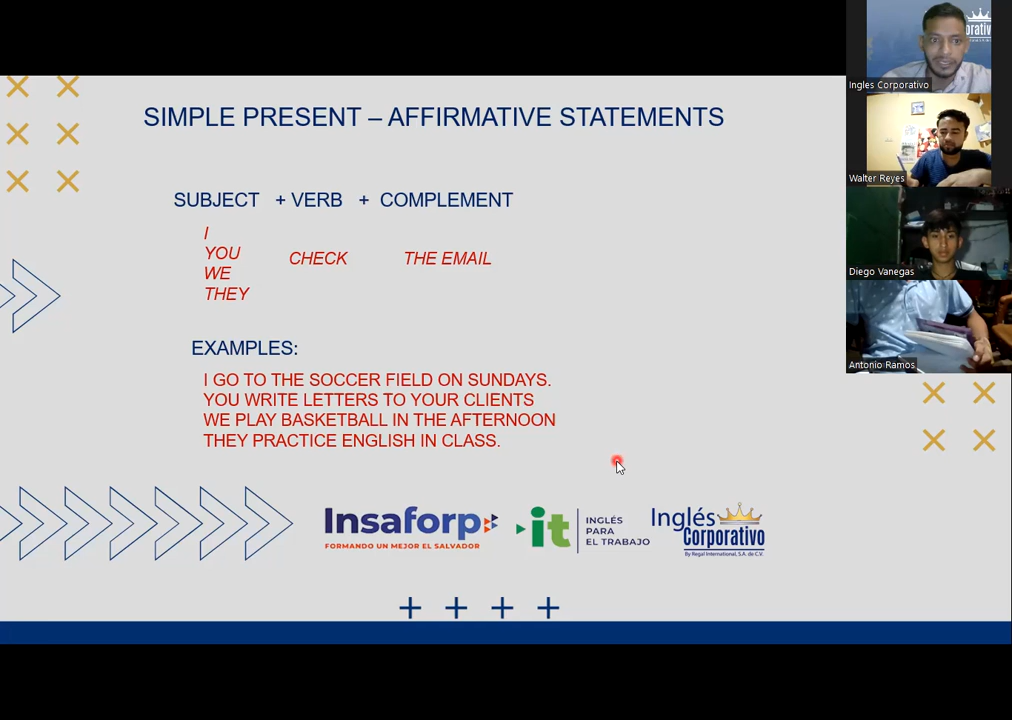 SIMPLE PRESENT – AFFIRMATIVE STATEMENTS
SUBJECT + VERB + COMPLEMENT
I
YOU
WE
THEY
CHECK
THE EMAIL
EXAMPLES:
I GO TO THE SOCCER FIELD ON SUNDAYS.
YOU WRITE LETTERS TO YOUR CLIENTS
WE PLAY BASKETBALL IN THE AFTERNOON
THEY PRACTICE ENGLISH IN CLASS.
Insaforp
FORMANDO UN MEJOR EL SALVADOR
it
INGLÉS
PARA
EL TRABAJO
Inglés
Corporativo
By Regal International, S.A. de C.V.
orativo
Ingles Corporativo
Walter Reyes
Diego Vanegas
Antonio Ramos